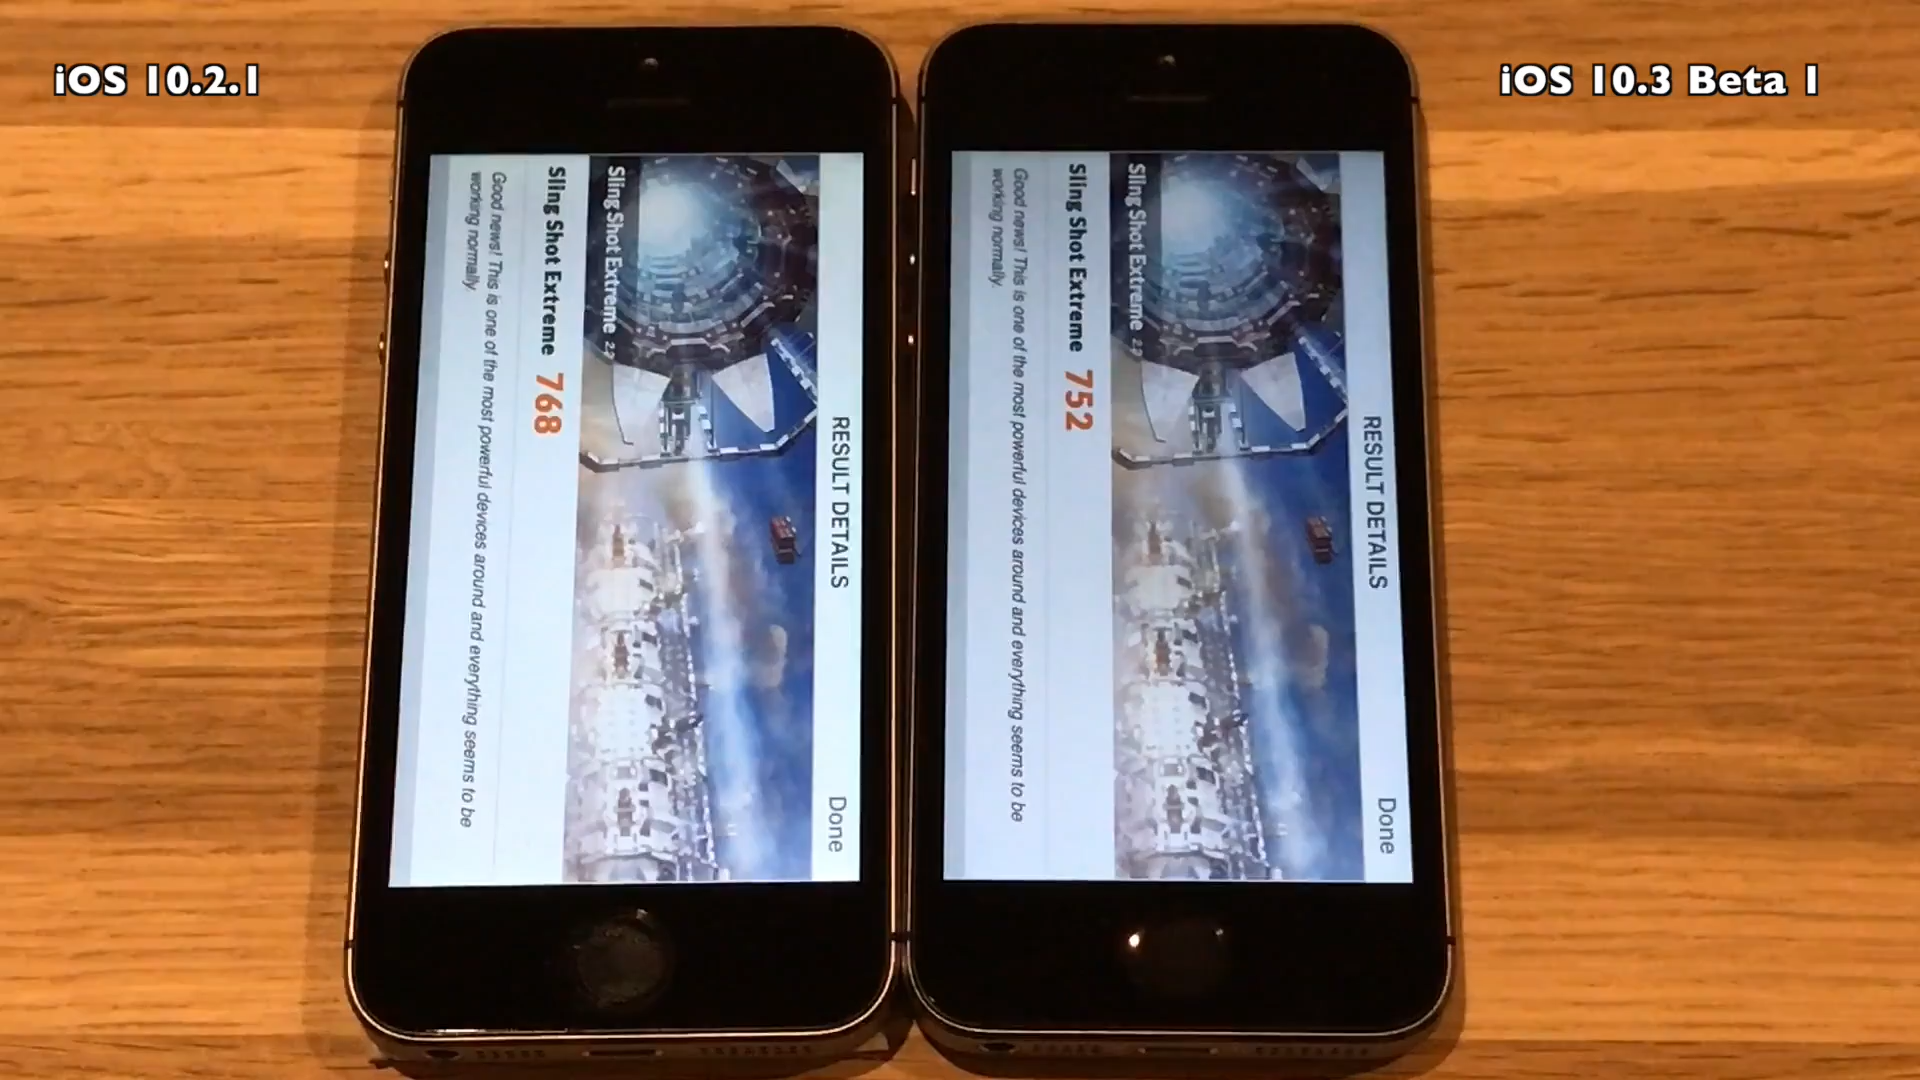 iOS 10.2.1
iOS 10.3 Beta 1
RESULT DETAILS
Done
Sling Shot Extreme 2.2
Sling Shot Extreme 768
Good news! This is one of the most powerful devices around and everything seems to be
working normally.
RESULT DETAILS
Done
Sling Shot Extreme 2.2
Sling Shot Extreme 752
Good news! This is one of the most powerful devices around and everything seems to be
working normally.